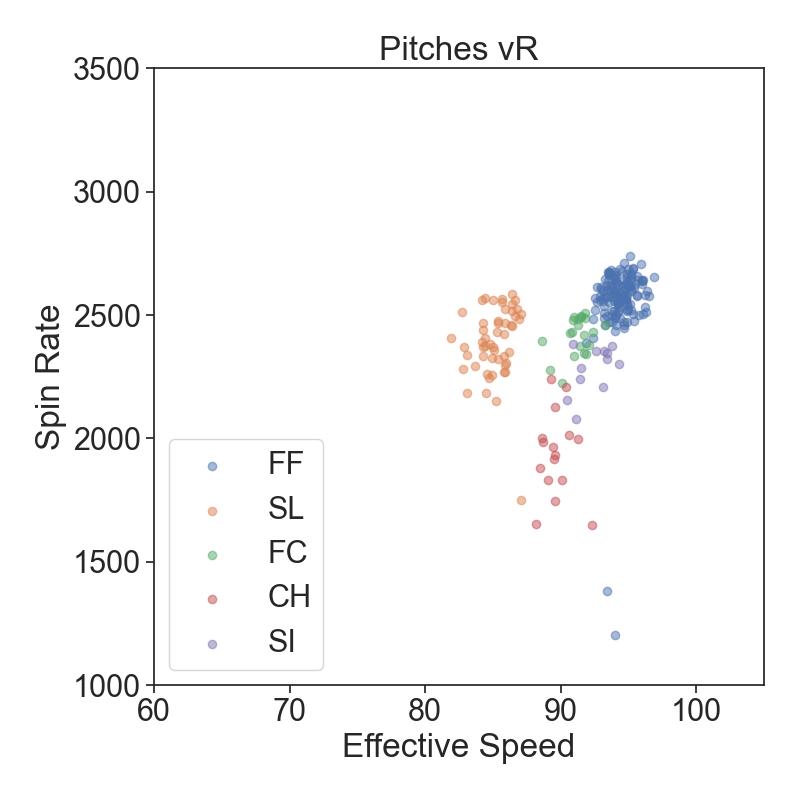 Pitches vR
3500
3000
2500
2000
1500
1000
Spin Rate
FF
SL
FC
CH
SI
60 70 80 90 100
Effective Speed